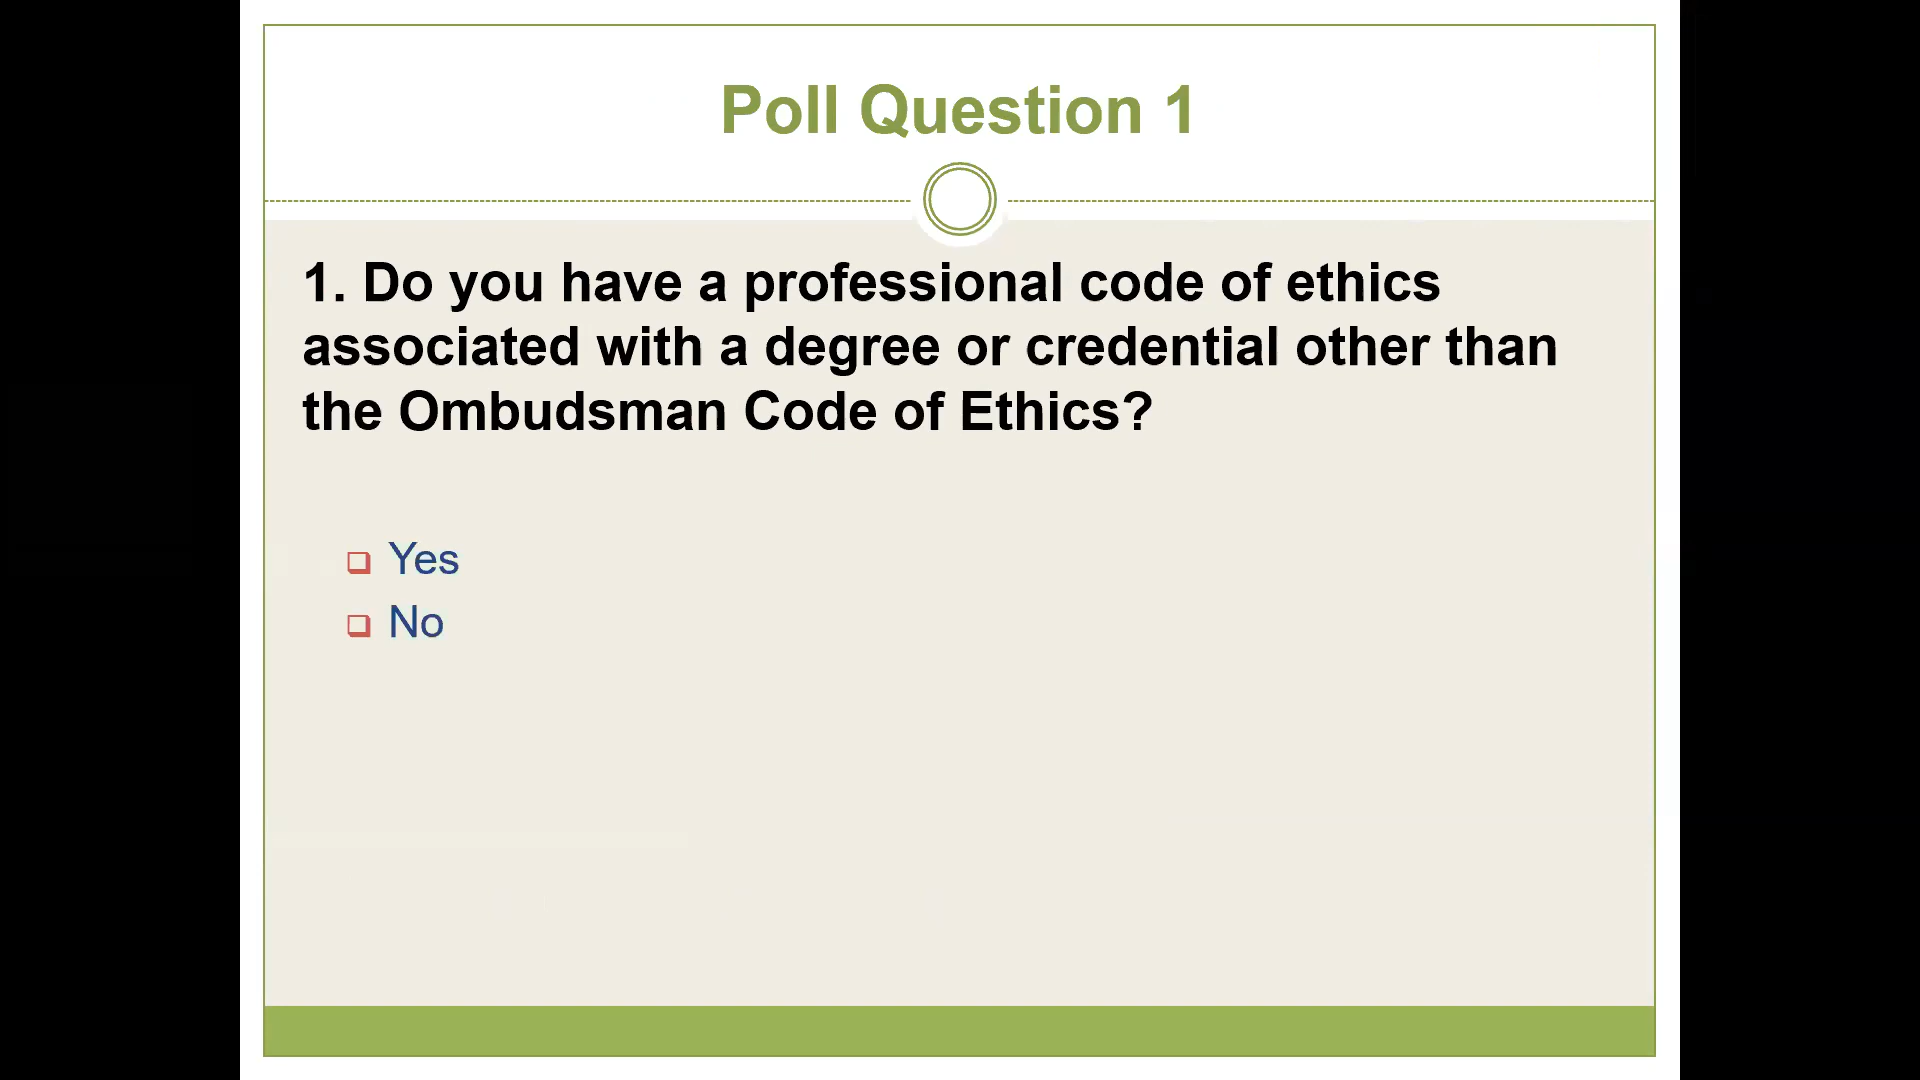 Poll Question 1
1. Do you have a professional code of ethics
associated with a degree or credential other than
the Ombudsman Code of Ethics?
Yes
No